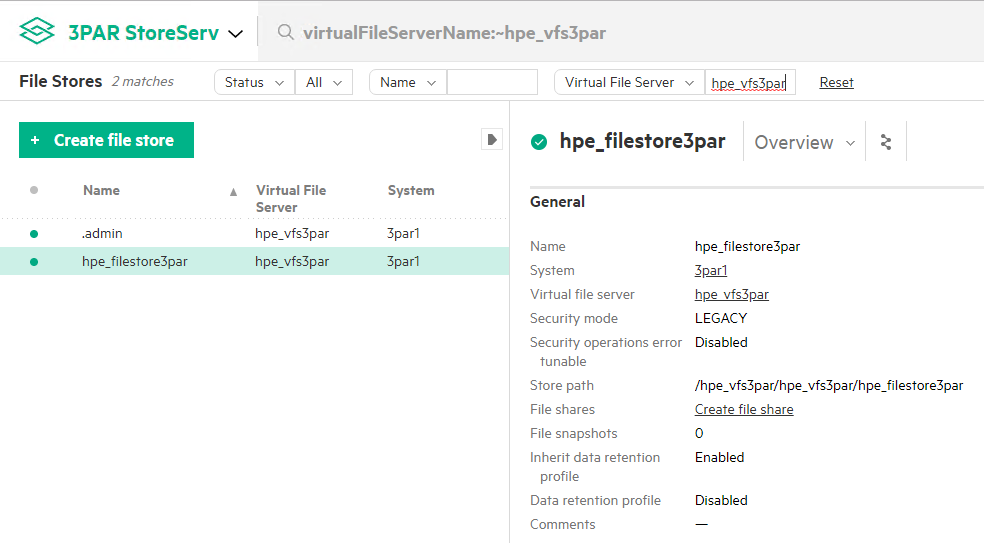 3PAR StoreServ
virtualFileServerName:~hpe_vfs3par
File Stores 2 matches Status All Name Virtual File Server hpe_vfs3par Reset
+ Create file store
hpe_filestore3par Overview
Name Virtual File Server System
.admin hpe_vfs3par 3par1
hpe_filestore3par hpe_vfs3par 3par1
General
Name hpe_filestore3par
System 3par1
Virtual file server hpe_vfs3par
Security mode LEGACY
Security operations error tunable Disabled
Store path /hpe_vfs3par/hpe_vfs3par/hpe_filestore3par
File shares Create file share
File snapshots 0
Inherit data retention profile Enabled
Data retention profile Disabled
Comments —